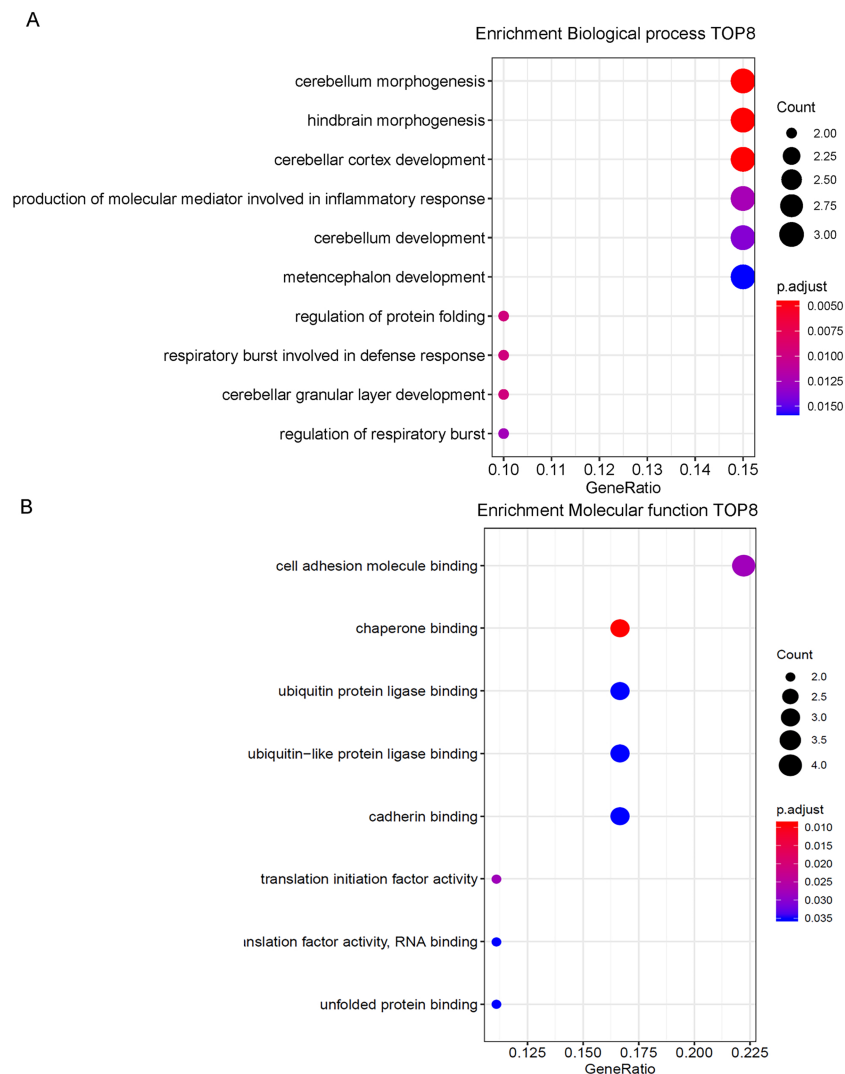 A
Enrichment Biological process TOP8
cerebellum morphogenesis
hindbrain morphogenesis
cerebellar cortex development
production of molecular mediator involved in inflammatory response
cerebellum development
metencephalon development
regulation of protein folding
respiratory burst involved in defense response
cerebellar granular layer development
regulation of respiratory burst
0.10 0.11 0.12 0.13 0.14 0.15
GeneRatio
Count
2.00
2.25
2.50
2.75
3.00
p.adjust
0.0050
0.0075
0.0100
0.0125
0.0150
B
Enrichment Molecular function TOP8
cell adhesion molecule binding
chaperone binding
ubiquitin protein ligase binding
ubiquitin−like protein ligase binding
cadherin binding
translation initiation factor activity
nslation factor activity, RNA binding
unfolded protein binding
0.125 0.150 0.175 0.200 0.225
GeneRatio
Count
2.0
2.5
3.0
3.5
4.0
p.adjust
0.010
0.015
0.020
0.025
0.030
0.035